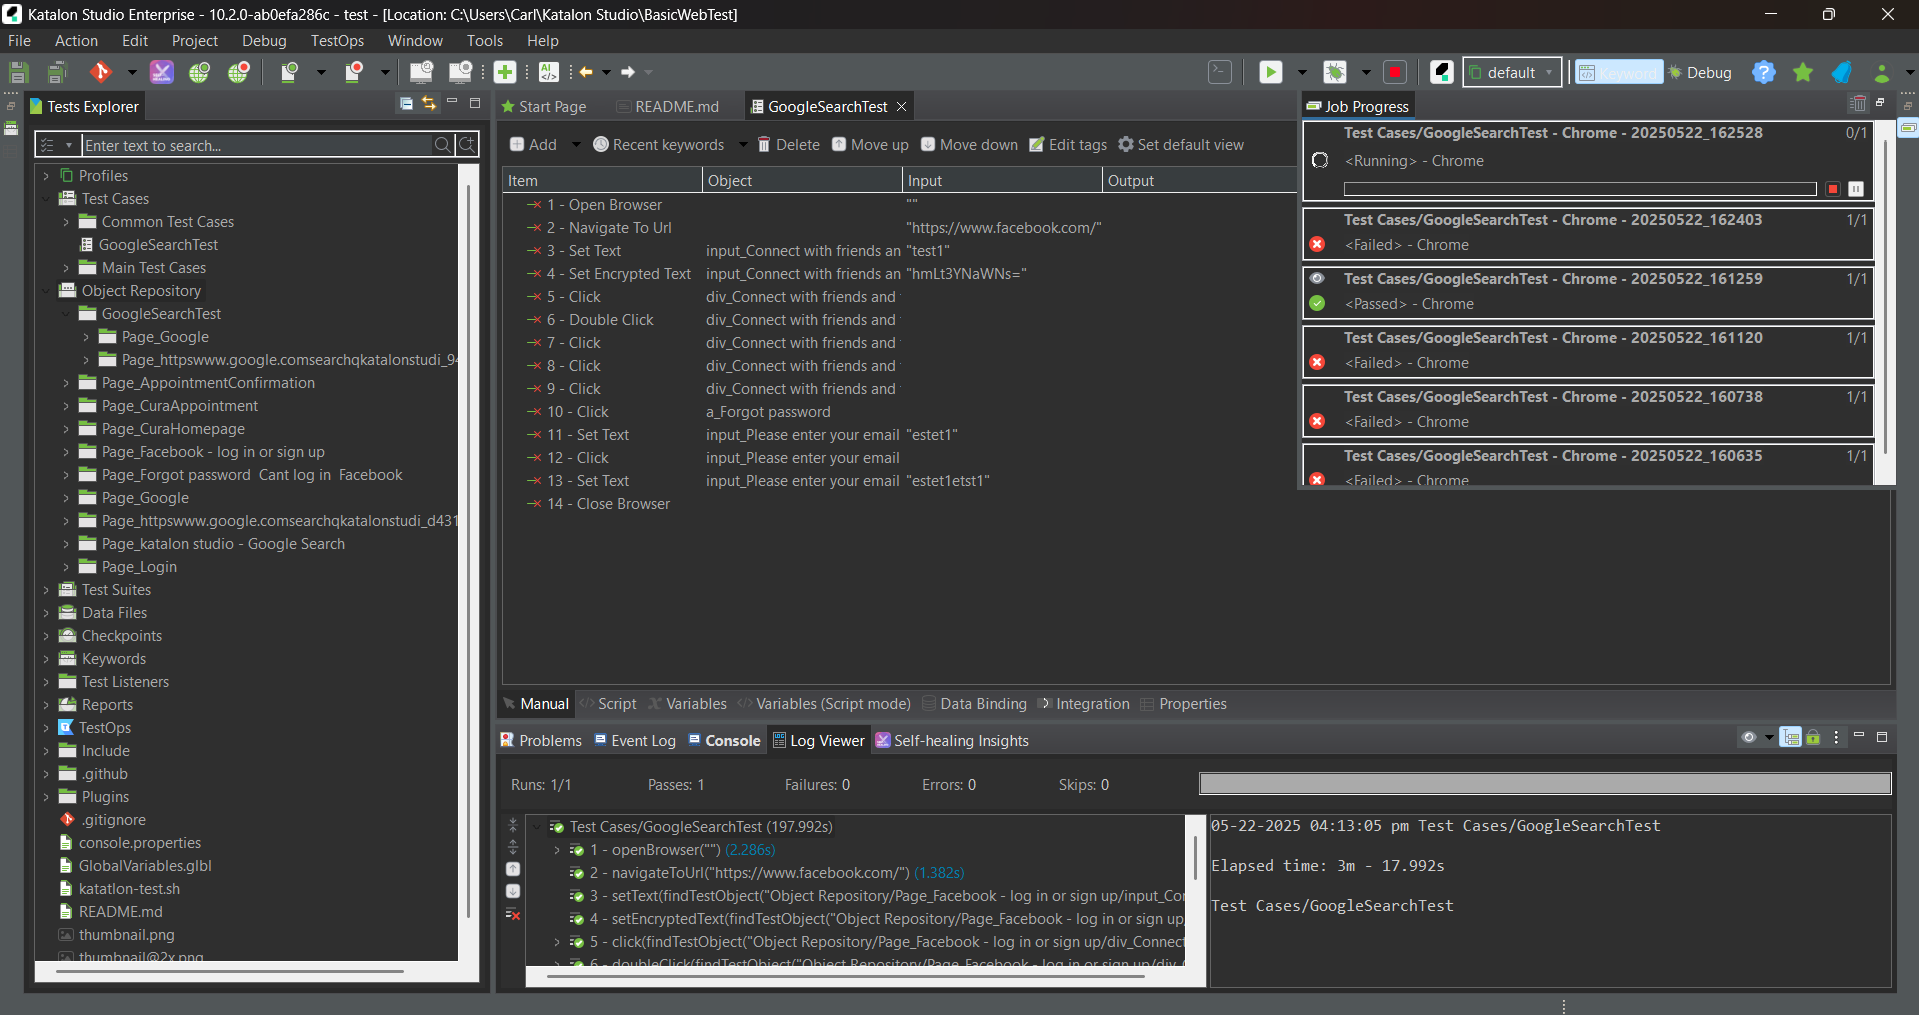 Katalon Studio Enterprise - 10.2.0-ab0efa286c - test - [Location: C:\Users\Carl\Katalon Studio\BasicWebTest]
File Action Edit Project Debug TestOps Window Tools Help
default Keyword Debug
Tests Explorer
Enter text to search...
Profiles
Test Cases
Common Test Cases
GoogleSearchTest
Main Test Cases
Object Repository
GoogleSearchTest
Page_Google
Page_httpswww.google.comsearchqkatalonstudi_94
Page_AppointmentConfirmation
Page_CuraAppointment
Page_CuraHomepage
Page_Facebook - log in or sign up
Page_Forgot password Cant log in Facebook
Page_Google
Page_httpswww.google.comsearchqkatalonstudi_d431
Page_katalon studio - Google Search
Page_Login
Test Suites
Data Files
Checkpoints
Keywords
Test Listeners
Reports
TestOps
Include
.github
Plugins
.gitignore
console.properties
GlobalVariables.glbl
katatlon-test.sh
README.md
thumbnail.png
thumbnail@2x.png
Start Page README.md GoogleSearchTest
Add Recent keywords Delete Move up Move down Edit tags Set default view
Item Object Input Output
1 - Open Browser ""
2 - Navigate To Url "https://www.facebook.com/"
3 - Set Text input_Connect with friends an "test1"
4 - Set Encrypted Text input_Connect with friends an "hmLt3YNaWNs="
5 - Click div_Connect with friends and
6 - Double Click div_Connect with friends and
7 - Click div_Connect with friends and
8 - Click div_Connect with friends and
9 - Click div_Connect with friends and
10 - Click a_Forgot password
11 - Set Text input_Please enter your email "estet1"
12 - Click input_Please enter your email
13 - Set Text input_Please enter your email "estet1etst1"
14 - Close Browser
Job Progress
Test Cases/GoogleSearchTest - Chrome - 20250522_162528 0/1
<Running> - Chrome
Test Cases/GoogleSearchTest - Chrome - 20250522_162403 1/1
<Failed> - Chrome
Test Cases/GoogleSearchTest - Chrome - 20250522_161259 1/1
<Passed> - Chrome
Test Cases/GoogleSearchTest - Chrome - 20250522_161120 1/1
<Failed> - Chrome
Test Cases/GoogleSearchTest - Chrome - 20250522_160738 1/1
<Failed> - Chrome
Test Cases/GoogleSearchTest - Chrome - 20250522_160635 1/1
<Failed> - Chrome
Manual Script Variables Variables (Script mode) Data Binding Integration Properties
Problems Event Log Console Log Viewer Self-healing Insights
Runs: 1/1 Passes: 1 Failures: 0 Errors: 0 Skips: 0
Test Cases/GoogleSearchTest (197.992s)
1 - openBrowser("") (2.286s)
2 - navigateToUrl("https://www.facebook.com/") (1.382s)
3 - setText(findTestObject("Object Repository/Page_Facebook - log in or sign up/input_Cor
4 - setEncryptedText(findTestObject("Object Repository/Page_Facebook - log in or sign up
5 - click(findTestObject("Object Repository/Page_Facebook - log in or sign up/div_Connect
6 - doubleClick(findTestObject("Object Repository/Page_Facebook - log in or sign up/div_
05-22-2025 04:13:05 pm Test Cases/GoogleSearchTest
Elapsed time: 3m - 17.992s
Test Cases/GoogleSearchTest